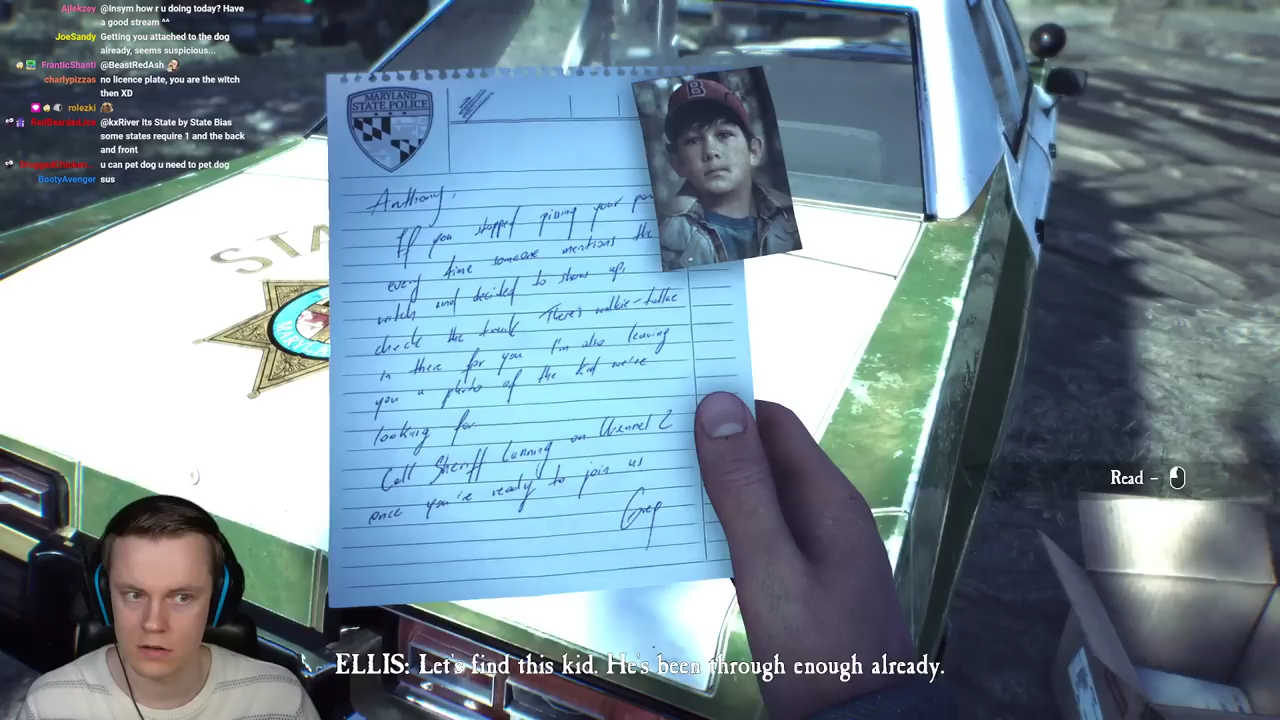 Ailekzey @Insym how r u doing today? Have
a good stream ^^
JoeSandy Getting you attached to the dog
already, seems suspicious...
FranticShanti @BeastRedAsh
charlypizzas no licence plate, you are the witch
then XD
rolezki
RedBeardedJoe @kxRiver Its State by State Bias
some states require 1 and the back
and front
u can pet dog u need to pet dog
BootyAvenger sus
MARYLAND
STATE POLICE
Anthony,
If you stopped pissing your
every time someone mentions the
witch and decided to show up,
check the trunk There's walkie-talkie
in there for you I'm also leaving
you a photo of the kid we're
looking for
Call Sheriff Lanning on Channel 2
once you're ready to join us
Greg
B
STA
MARYLA
Read -
ELLIS: Let's find this kid. He's been through enough already.